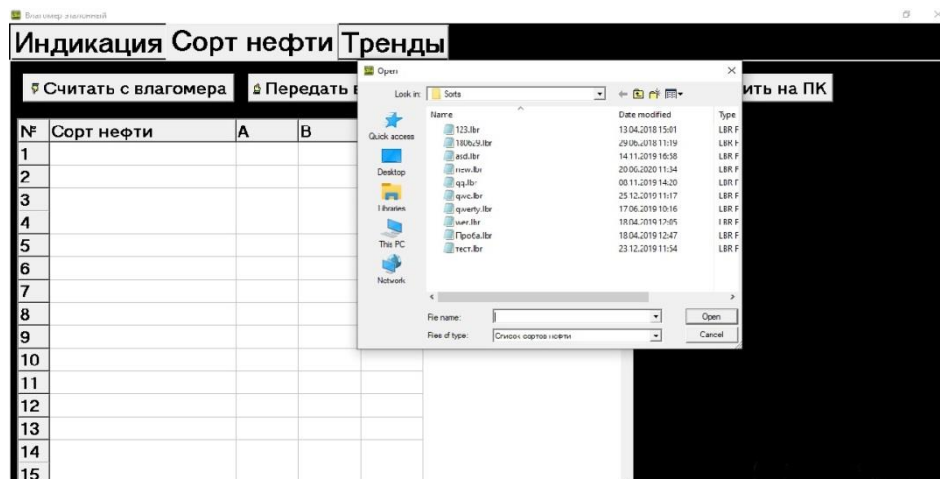 Влагомер эталонный
Индикация Сорт нефти Тренды
Считать с влагомера Передать в ить на ПК
№ Сорт нефти A B
1
2
3
4
5
6
7
8
9
10
11
12
13
14
15
Open
Look in: Sorts
Quick access
Desktop
Libraries
This PC
Network
Name Date modified Type
123.lbr 13.04.2018 15:01 LBR F
180629.lbr 29.06.2018 11:19 LBR F
asd.lbr 14.11.2019 16:58 LBR F
new.lbr 20.06.2020 11:34 LBR F
qq.lbr 08.11.2019 14:20 LBR F
qwe.lbr 25.12.2019 11:17 LBR F
qwerty.lbr 17.06.2019 10:16 LBR F
wer.lbr 18.04.2019 12:05 LBR F
Проба.lbr 18.04.2019 12:47 LBR F
тест.lbr 23.12.2019 11:54 LBR F
File name: Open
Files of type: Список сортов нефти Cancel